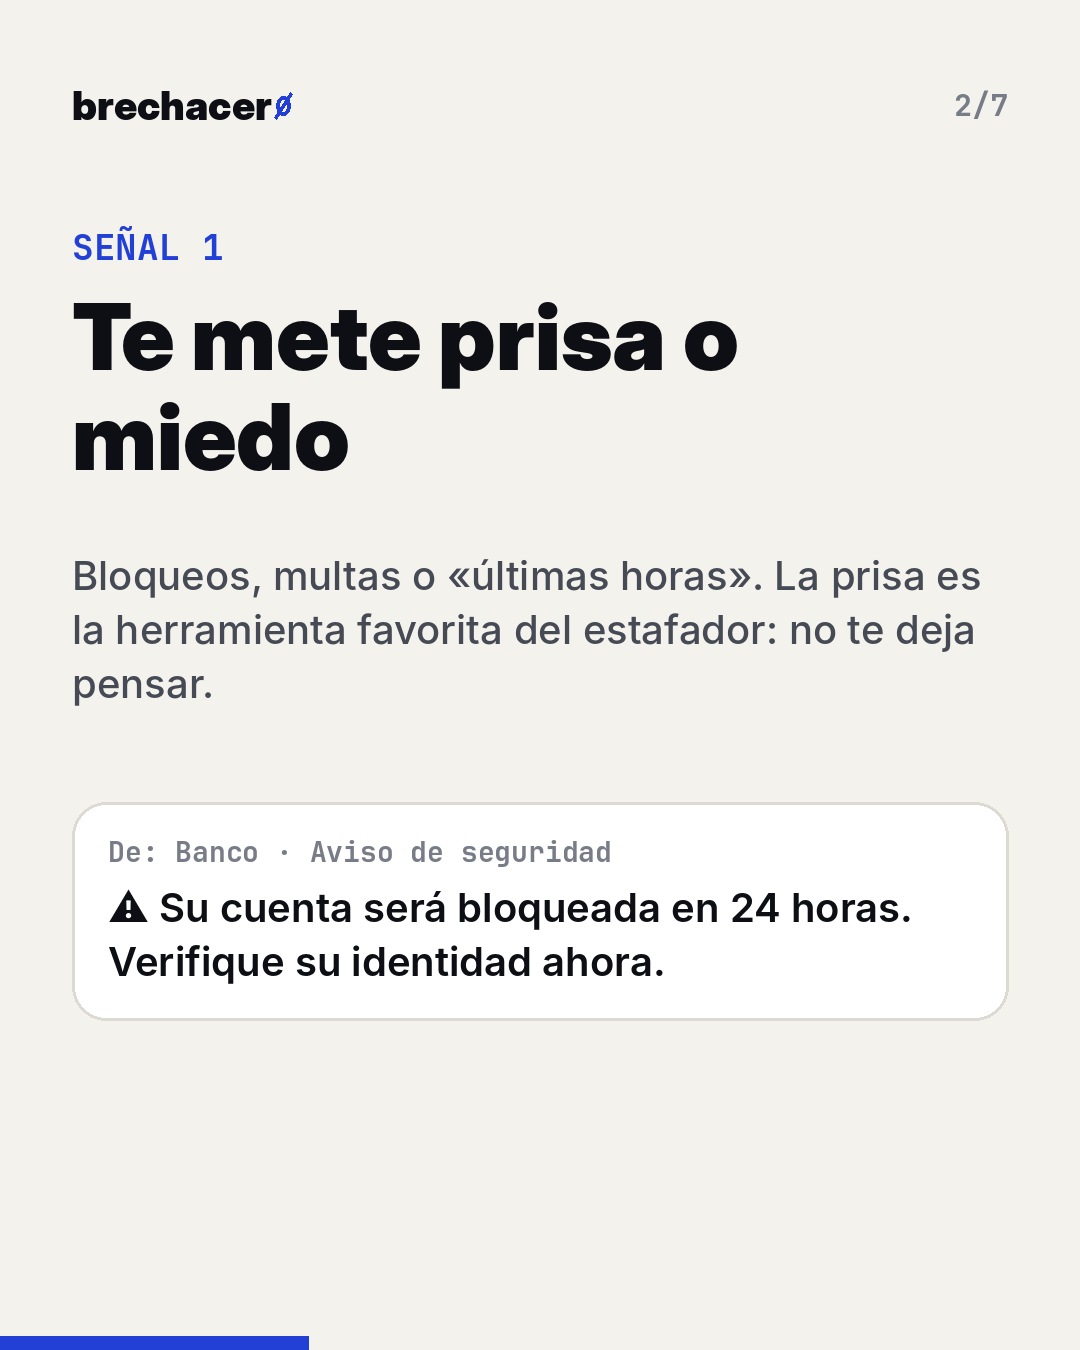 brechacerø
2/7
SEÑAL 1
Te mete prisa o
miedo
Bloqueos, multas o «últimas horas». La prisa es
la herramienta favorita del estafador: no te deja
pensar.
De: Banco · Aviso de seguridad
⚠ Su cuenta será bloqueada en 24 horas.
Verifique su identidad ahora.